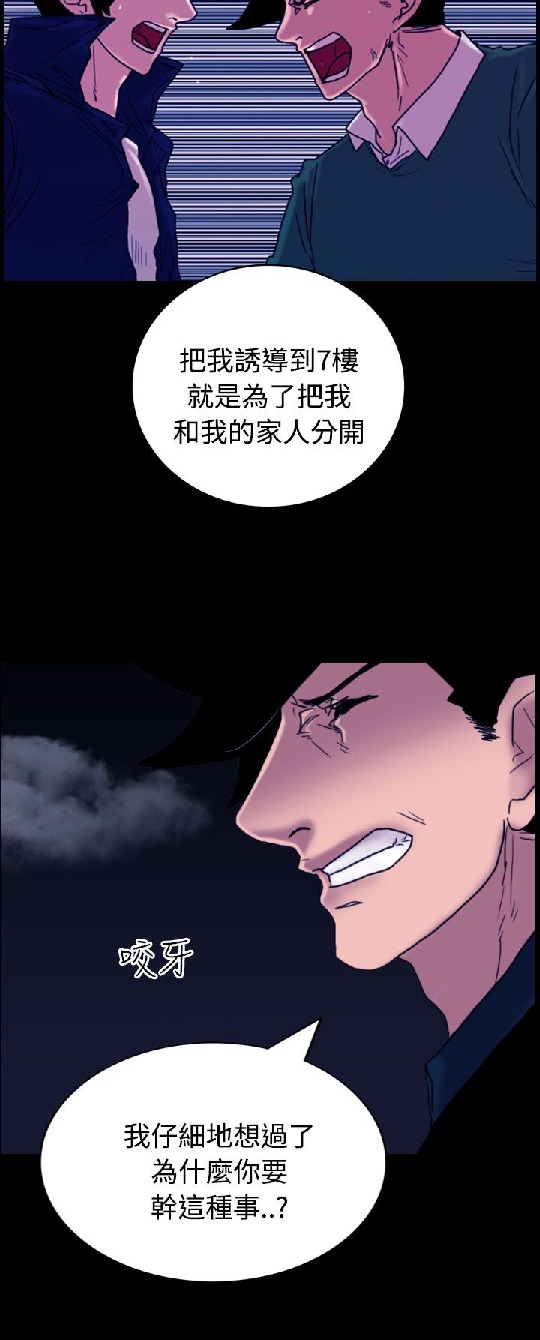 把我誘導到7樓
就是為了把我
和我的家人分開
咬牙
我仔細地想過了
為什麼你要
幹這種事..?